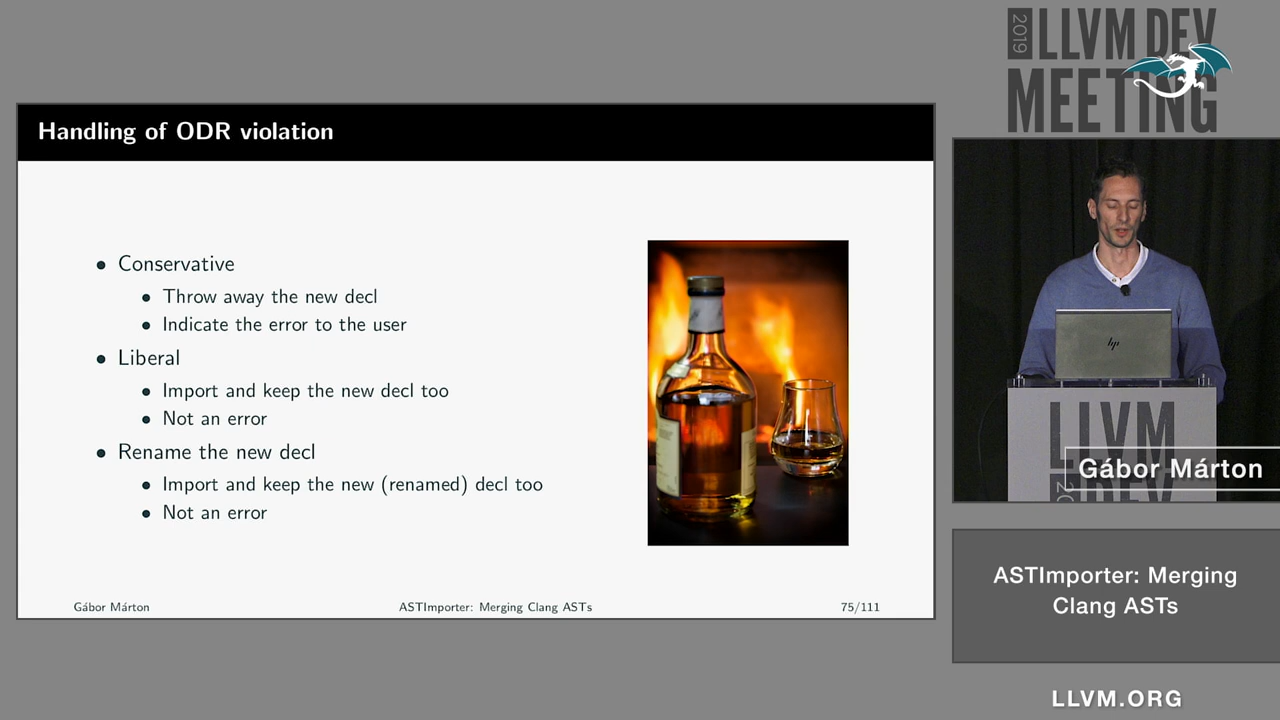 Handling of ODR violation
• Conservative
• Throw away the new decl
• Indicate the error to the user
• Liberal
• Import and keep the new decl too
• Not an error
• Rename the new decl
• Import and keep the new (renamed) decl too
• Not an error
Gábor Márton
ASTImporter: Merging Clang ASTs
75/111
2019
LLVM DEV
MEETING
hp
LLVM
DEV
Gábor Márton
ASTImporter: Merging
Clang ASTs
LLVM.ORG